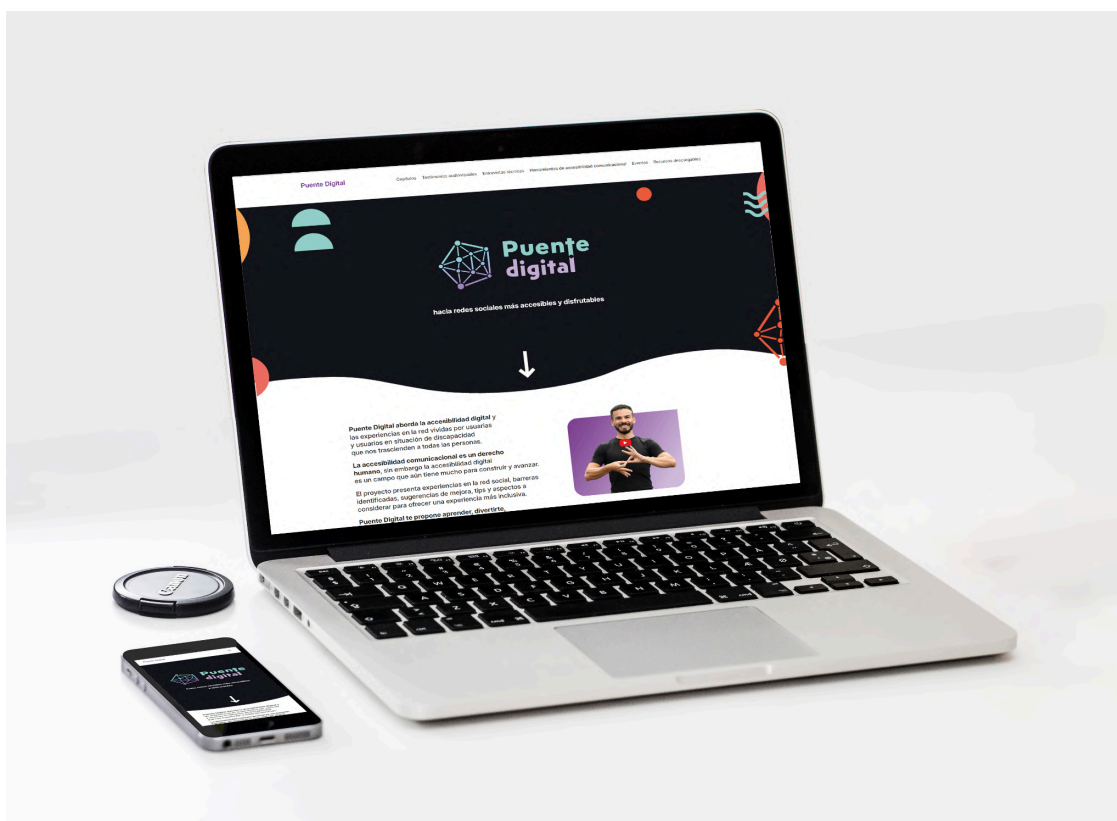 Puente Digital
Capítulos Testimonios audiovisuales Entrevistas técnicas Herramientas de accesibilidad comunicacional Eventos Recursos descargables
Puente
digital
hacia redes sociales más accesibles y disfrutables
Puente Digital aborda la accesibilidad digital y
las experiencias en la red vividas por usuarias
y usuarios en situación de discapacidad
que nos trascienden a todas las personas.
La accesibilidad comunicacional es un derecho
humano, sin embargo la accesibilidad digital
es un campo que aún tiene mucho para construir y avanzar.
El proyecto presenta experiencias en la red social, barreras
identificadas, sugerencias de mejora, tips y aspectos a
considerar para ofrecer una experiencia más inclusiva.
Puente Digital te propone aprender, divertirte,
Puente
digital